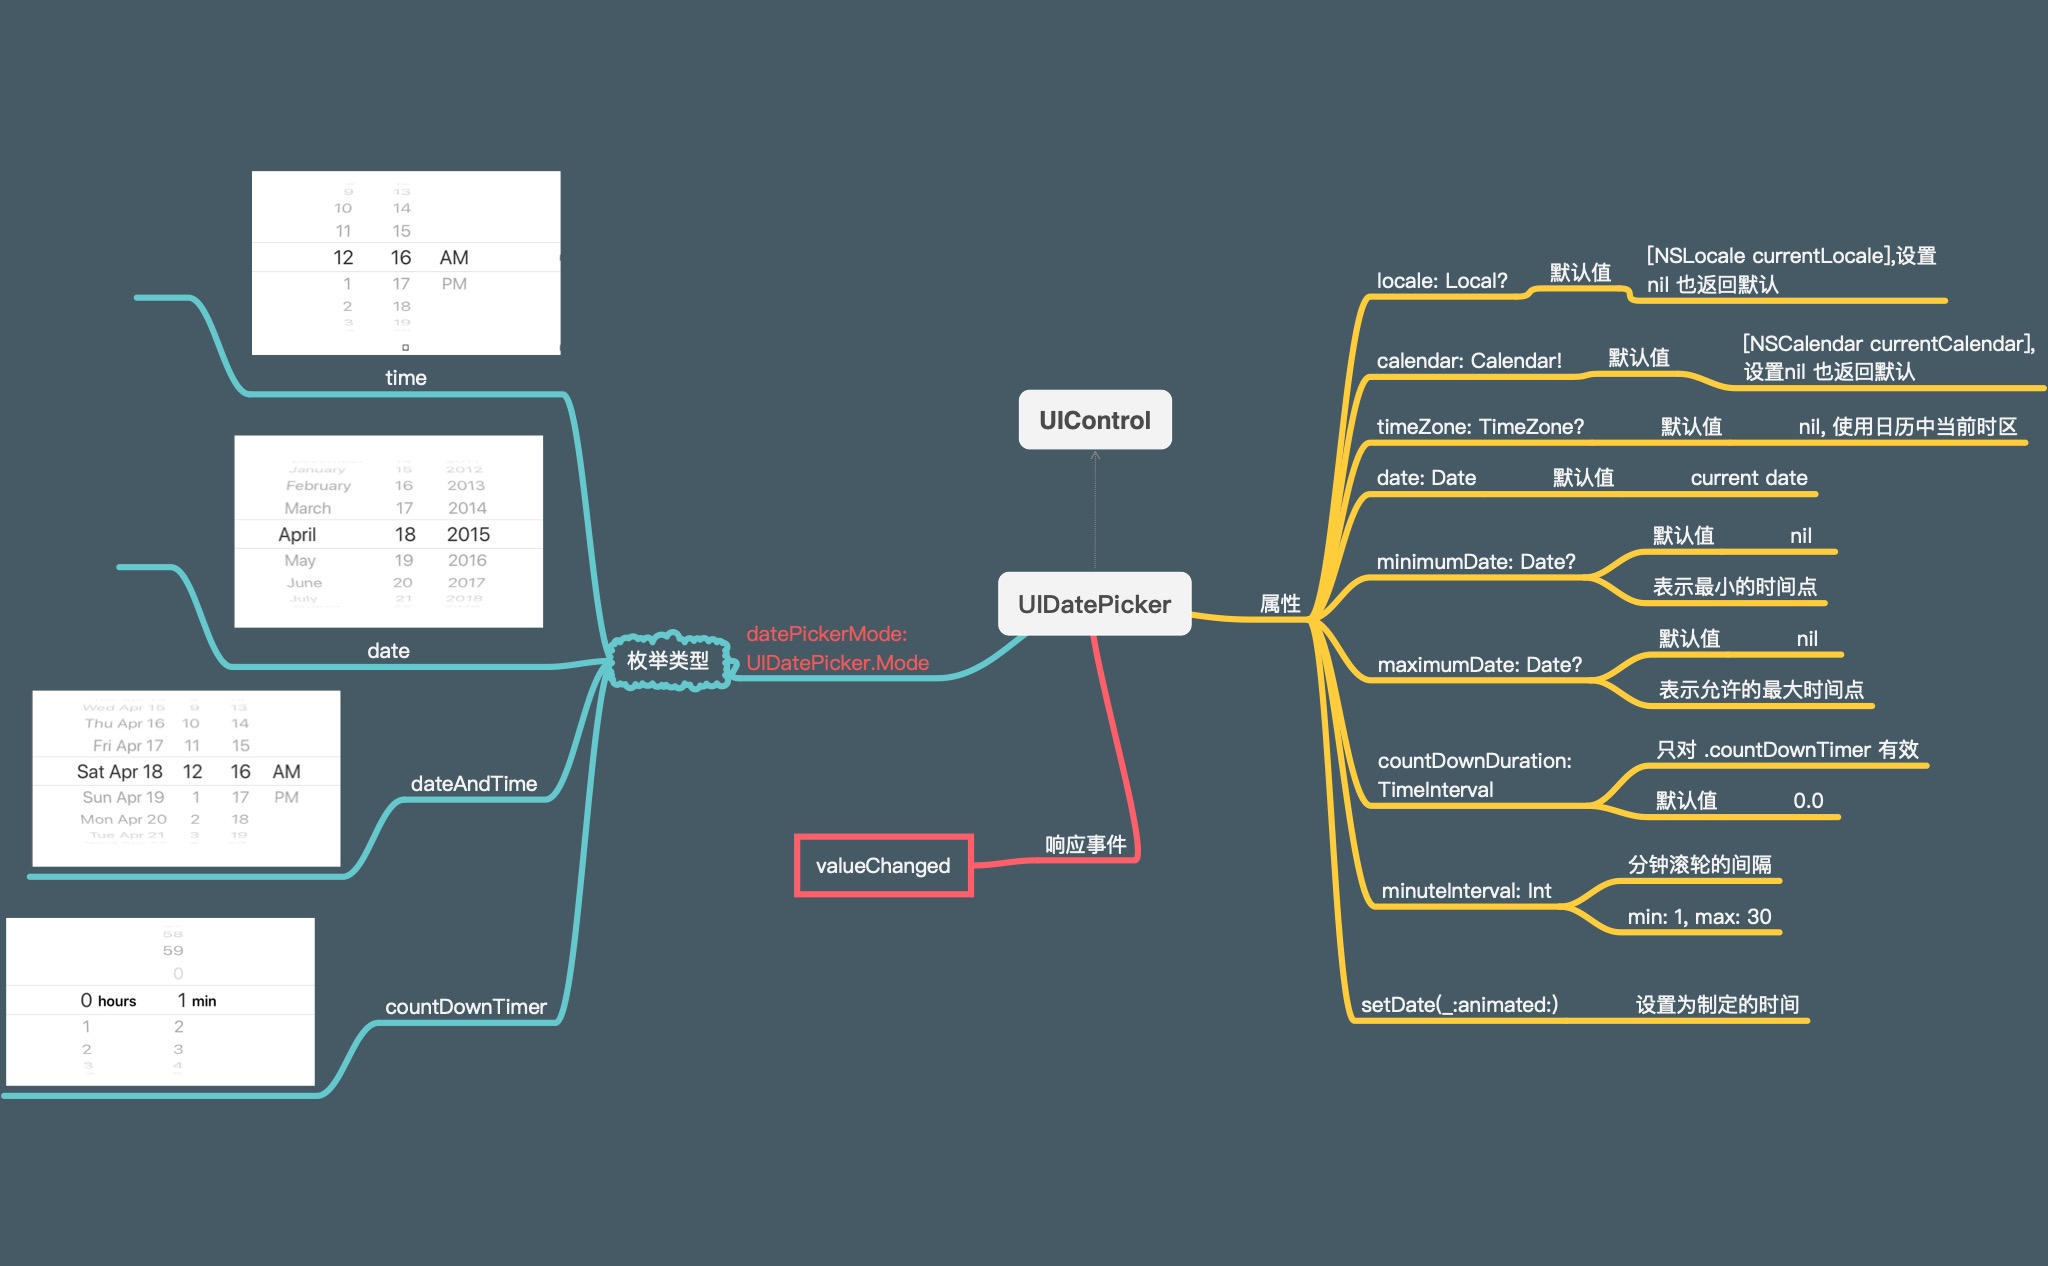 9 13
10 14
11 15
12 16 AM
1 17 PM
2 18
3 19
time
January 15 2012
February 16 2013
March 17 2014
April 18 2015
May 19 2016
June 20 2017
July 21 2018
date
Wed Apr 15 9 13
Thu Apr 16 10 14
Fri Apr 17 11 15
Sat Apr 18 12 16 AM
Sun Apr 19 1 17 PM
Mon Apr 20 2 18
Tue Apr 21 3 19
dateAndTime
58
59
0
0 hours 1 min
1 2
2 3
3 4
countDownTimer
枚举类型
datePickerMode:
UIDatePicker.Mode
UIControl
UIDatePicker
响应事件
valueChanged
属性
locale: Local?
默认值
[NSLocale currentLocale],设置
nil 也返回默认
calendar: Calendar!
默认值
[NSCalendar currentCalendar],
设置nil 也返回默认
timeZone: TimeZone?
默认值
nil, 使用日历中当前时区
date: Date
默认值
current date
minimumDate: Date?
默认值
nil
表示最小的时间点
maximumDate: Date?
默认值
nil
表示允许的最大时间点
countDownDuration:
TimeInterval
只对 .countDownTimer 有效
默认值
0.0
minuteInterval: Int
分钟滚轮的间隔
min: 1, max: 30
setDate(_:animated:)
设置为制定的时间